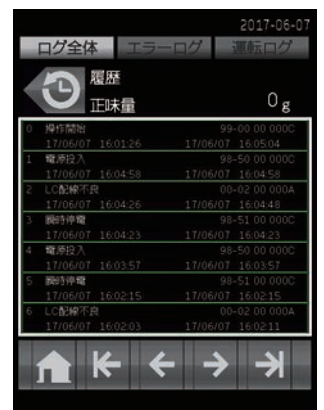 2017-06-07
ログ全体 エラーログ 運転ログ
履歴
正味量 0g
0 操作開始 99-00 00 000C
17/06/07 16:01:26 17/06/07 16:05:04
1 電源投入 98-50 00 000C
17/06/07 16:04:58 17/06/07 16:04:58
2 LC配線不良 00-02 00 000A
17/06/07 16:04:26 17/06/07 16:04:48
3 瞬時停電 98-51 00 000C
17/06/07 16:04:23 17/06/07 16:04:23
4 電源投入 98-50 00 000C
17/06/07 16:03:57 17/06/07 16:03:57
5 瞬時停電 98-51 00 000C
17/06/07 16:02:15 17/06/07 16:02:15
6 LC配線不良 00-02 00 000A
17/06/07 16:02:03 17/06/07 16:02:11